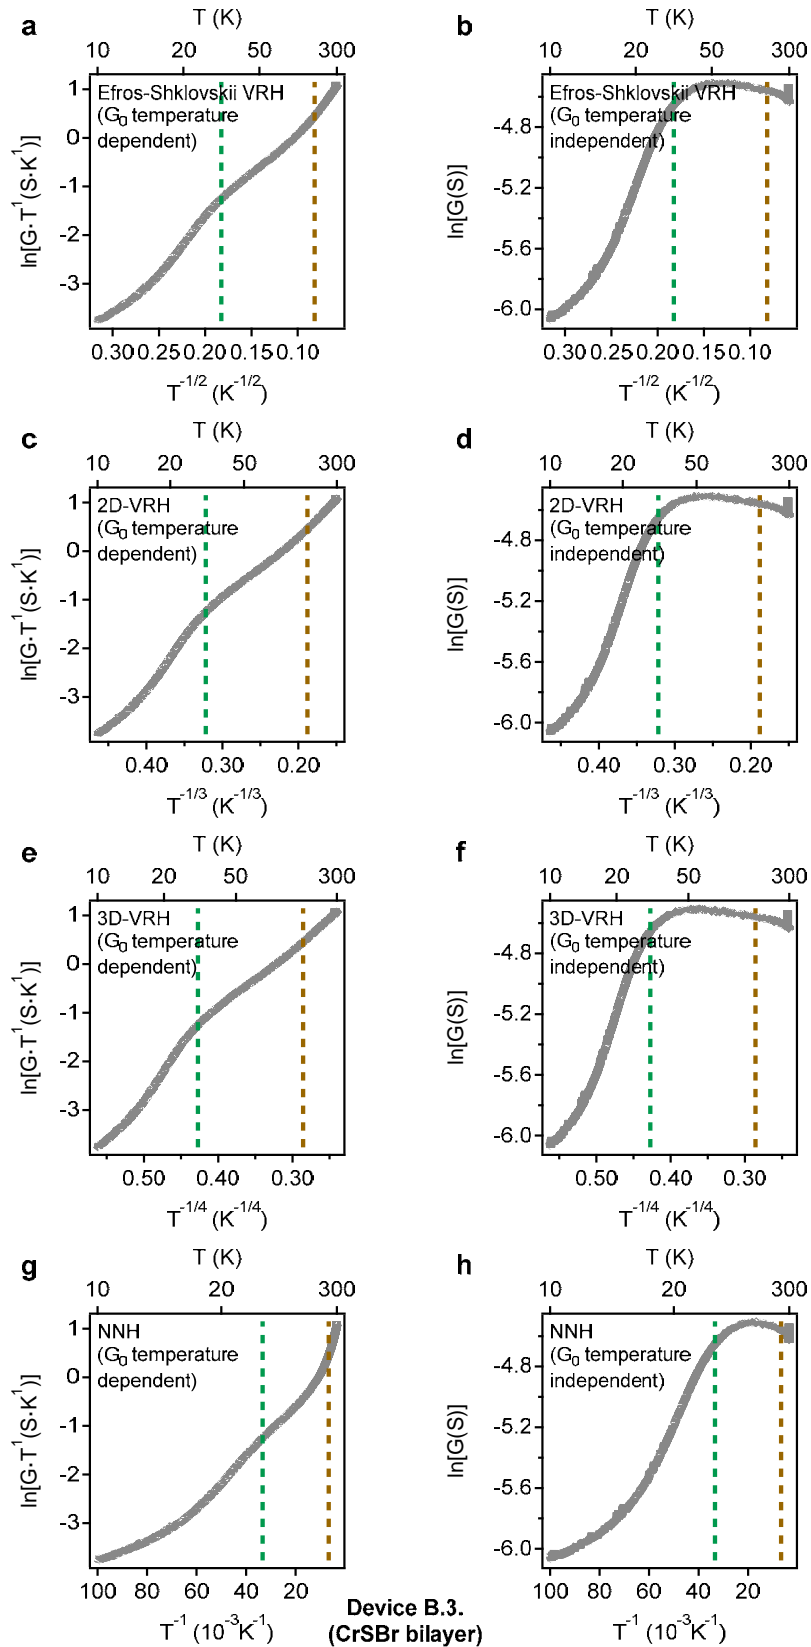 a
T (K)
10 20 50 300
Efros-Shklovskii VRH
(G₀ temperature
dependent)
ln[G·T¹(S·K¹)]
1
0
-1
-2
-3
0.30 0.25 0.20 0.15 0.10
T⁻¹/² (K⁻¹/²)
b
T (K)
10 20 50 300
Efros-Shklovskii VRH
(G₀ temperature
independent)
ln[G(S)]
-4.8
-5.2
-5.6
-6.0
0.30 0.25 0.20 0.15 0.10
T⁻¹/² (K⁻¹/²)
c
T (K)
10 20 50 300
2D-VRH
(G₀ temperature
dependent)
ln[G·T¹(S·K¹)]
1
0
-1
-2
-3
0.40 0.30 0.20
T⁻¹/³ (K⁻¹/³)
d
T (K)
10 20 50 300
2D-VRH
(G₀ temperature
independent)
ln[G(S)]
-4.8
-5.2
-5.6
-6.0
0.40 0.30 0.20
T⁻¹/³ (K⁻¹/³)
e
T (K)
10 20 50 300
3D-VRH
(G₀ temperature
dependent)
ln[G·T¹(S·K¹)]
1
0
-1
-2
-3
0.50 0.40 0.30
T⁻¹/⁴ (K⁻¹/⁴)
f
T (K)
10 20 50 300
3D-VRH
(G₀ temperature
independent)
ln[G(S)]
-4.8
-5.2
-5.6
-6.0
0.50 0.40 0.30
T⁻¹/⁴ (K⁻¹/⁴)
g
T (K)
10 20 300
NNH
(G₀ temperature
dependent)
ln[G·T¹(S·K¹)]
1
0
-1
-2
-3
100 80 60 40 20
T⁻¹ (10⁻³K⁻¹)
h
T (K)
10 20 300
NNH
(G₀ temperature
independent)
ln[G(S)]
-4.8
-5.2
-5.6
-6.0
100 80 60 40 20
T⁻¹ (10⁻³K⁻¹)
Device B.3.
(CrSBr bilayer)